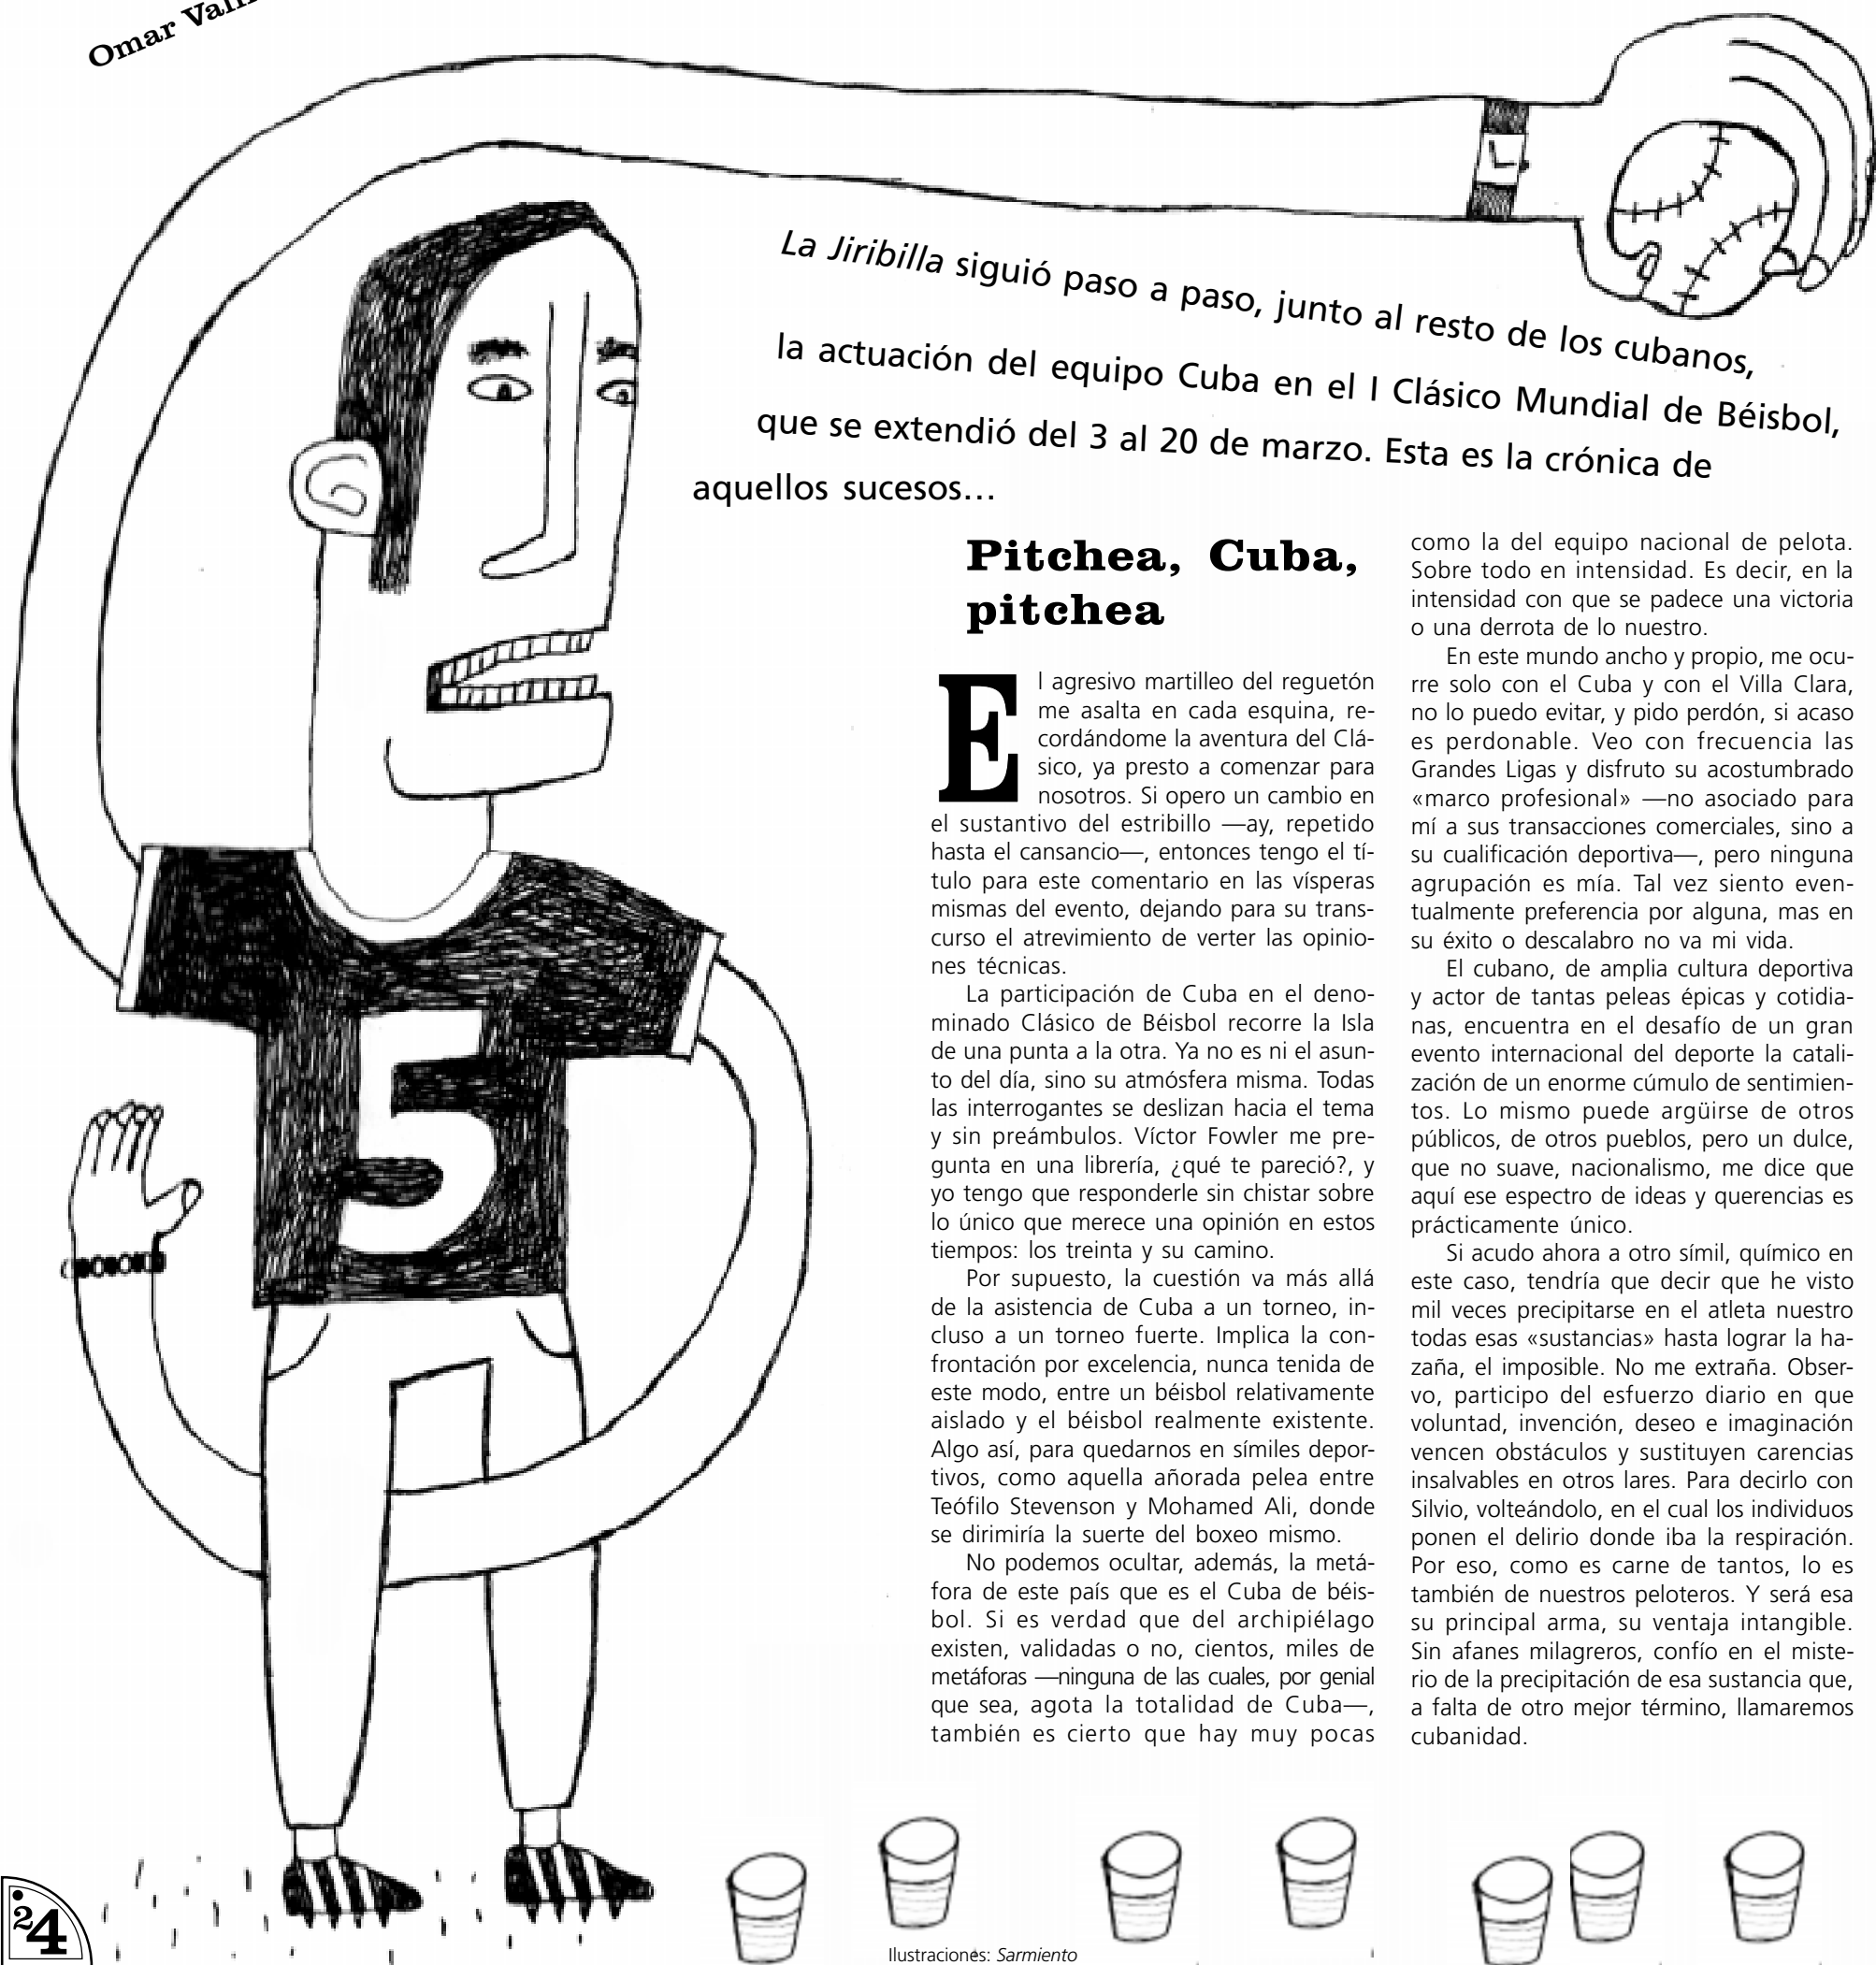 Omar
La Jiribilla siguió paso a paso, junto al resto de los cubanos,
la actuación del equipo Cuba en el I Clásico Mundial de Béisbol,
que se extendió del 3 al 20 de marzo. Esta es la crónica de
aquellos sucesos...
Pitchea, Cuba,
pitchea
El agresivo martilleo del reguetón
me asalta en cada esquina, re-
cordándome la aventura del Clá-
sico, ya presto a comenzar para
nosotros. Si opero un cambio en
el sustantivo del estribillo —ay, repetido
hasta el cansancio—, entonces tengo el tí-
tulo para este comentario en las vísperas
mismas del evento, dejando para su trans-
curso el atrevimiento de verter las opinio-
nes técnicas.
La participación de Cuba en el deno-
minado Clásico de Béisbol recorre la Isla
de una punta a la otra. Ya no es ni el asun-
to del día, sino su atmósfera misma. Todas
las interrogantes se deslizan hacia el tema
y sin preámbulos. Víctor Fowler me pre-
gunta en una librería, ¿qué te pareció?, y
yo tengo que responderle sin chistar sobre
lo único que merece una opinión en estos
tiempos: los treinta y su camino.
Por supuesto, la cuestión va más allá
de la asistencia de Cuba a un torneo, in-
cluso a un torneo fuerte. Implica la con-
frontación por excelencia, nunca tenida de
este modo, entre un béisbol relativamente
aislado y el béisbol realmente existente.
Algo así, para quedarnos en símiles depor-
tivos, como aquella añorada pelea entre
Teófilo Stevenson y Mohamed Ali, donde
se dirimiría la suerte del boxeo mismo.
No podemos ocultar, además, la metá-
fora de este país que es el Cuba de béis-
bol. Si es verdad que del archipiélago
existen, validadas o no, cientos, miles de
metáforas —ninguna de las cuales, por genial
que sea, agota la totalidad de Cuba—,
también es cierto que hay muy pocas
como la del equipo nacional de pelota.
Sobre todo en intensidad. Es decir, en la
intensidad con que se padece una victoria
o una derrota de lo nuestro.
En este mundo ancho y propio, me ocu-
rre solo con el Cuba y con el Villa Clara,
no lo puedo evitar, y pido perdón, si acaso
es perdonable. Veo con frecuencia las
Grandes Ligas y disfruto su acostumbrado
«marco profesional» —no asociado para
mí a sus transacciones comerciales, sino a
su cualificación deportiva—, pero ninguna
agrupación es mía. Tal vez siento even-
tualmente preferencia por alguna, mas en
su éxito o descalabro no va mi vida.
El cubano, de amplia cultura deportiva
y actor de tantas peleas épicas y cotidia-
nas, encuentra en el desafío de un gran
evento internacional del deporte la catali-
zación de un enorme cúmulo de sentimien-
tos. Lo mismo puede argüirse de otros
públicos, de otros pueblos, pero un dulce,
que no suave, nacionalismo, me dice que
aquí ese espectro de ideas y querencias es
prácticamente único.
Si acudo ahora a otro símil, químico en
este caso, tendría que decir que he visto
mil veces precipitarse en el atleta nuestro
todas esas «sustancias» hasta lograr la ha-
zaña, el imposible. No me extraña. Obser-
vo, participo del esfuerzo diario en que
voluntad, invención, deseo e imaginación
vencen obstáculos y sustituyen carencias
insalvables en otros lares. Para decirlo con
Silvio, volteándolo, en el cual los individuos
ponen el delirio donde iba la respiración.
Por eso, como es carne de tantos, lo es
también de nuestros peloteros. Y será esa
su principal arma, su ventaja intangible.
Sin afanes milagreros, confío en el miste-
rio de la precipitación de esa sustancia que,
a falta de otro mejor término, llamaremos
cubanidad.
5
24
Ilustraciones: Sarmiento